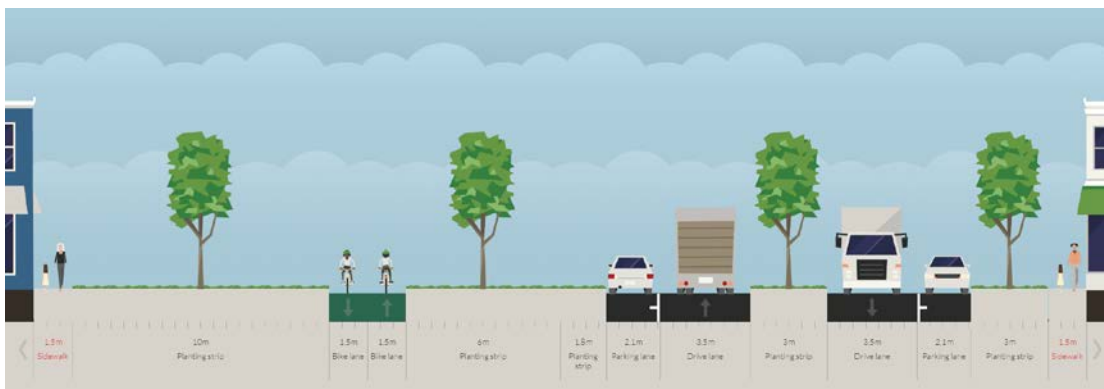 1.5m
Sidewalk
10m
Planting strip
1.5m
Bike lane
1.5m
Bike lane
6m
Planting strip
1.8m
Planting
strip
2.1m
Parking lane
3.5m
Drive lane
3m
Planting strip
3.5m
Drive lane
2.1m
Parking lane
3m
Planting strip
1.5m
Sidewalk